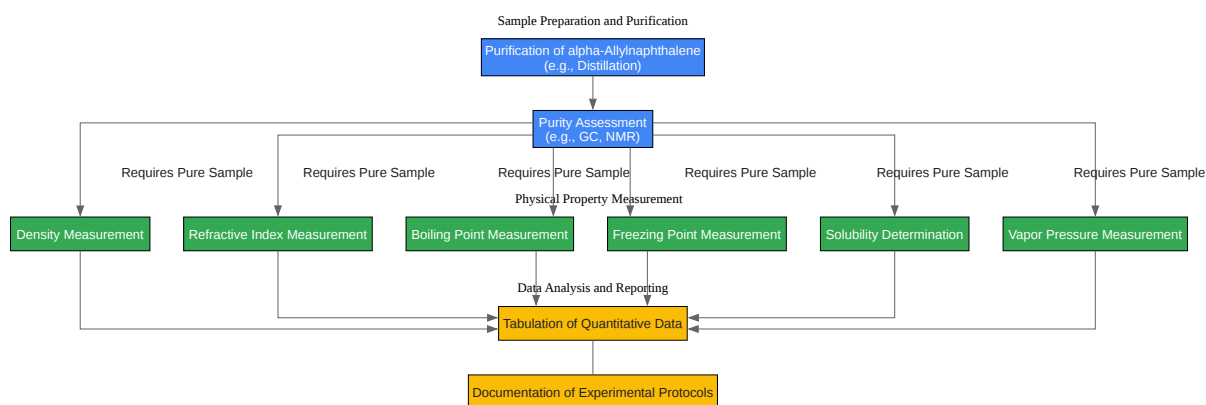 Sample Preparation and Purification
Purification of alpha-Allylnaphthalene
(e.g., Distillation)
Purity Assessment
(e.g., GC, NMR)
Requires Pure Sample
Requires Pure Sample
Requires Pure Sample
Requires Pure Sample
Requires Pure Sample
Requires Pure Sample
Physical Property Measurement
Density Measurement
Refractive Index Measurement
Boiling Point Measurement
Freezing Point Measurement
Solubility Determination
Vapor Pressure Measurement
Data Analysis and Reporting
Tabulation of Quantitative Data
Documentation of Experimental Protocols